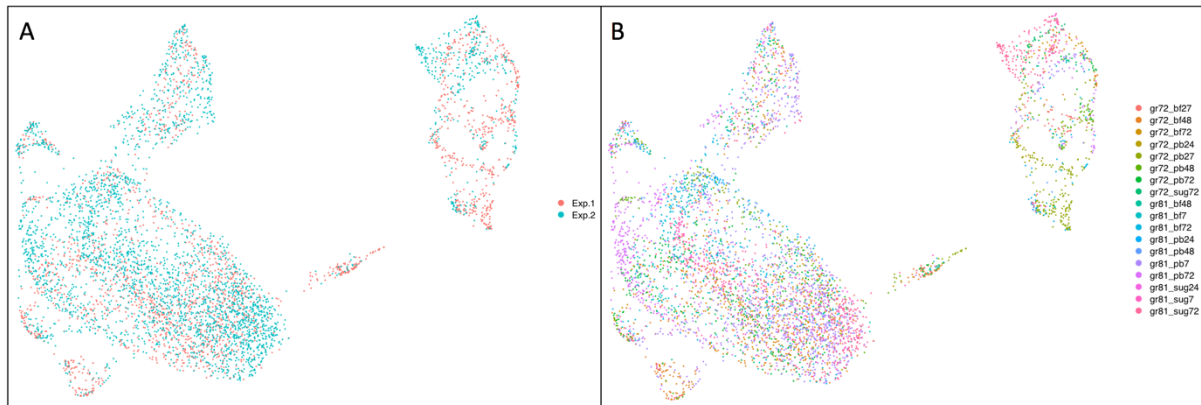 A
Exp.1
Exp.2
B
gr72_bf27
gr72_bf48
gr72_bf72
gr72_pb24
gr72_pb27
gr72_pb48
gr72_pb72
gr72_sug72
gr81_bf48
gr81_bf7
gr81_bf72
gr81_pb24
gr81_pb48
gr81_pb7
gr81_pb72
gr81_sug24
gr81_sug7
gr81_sug72